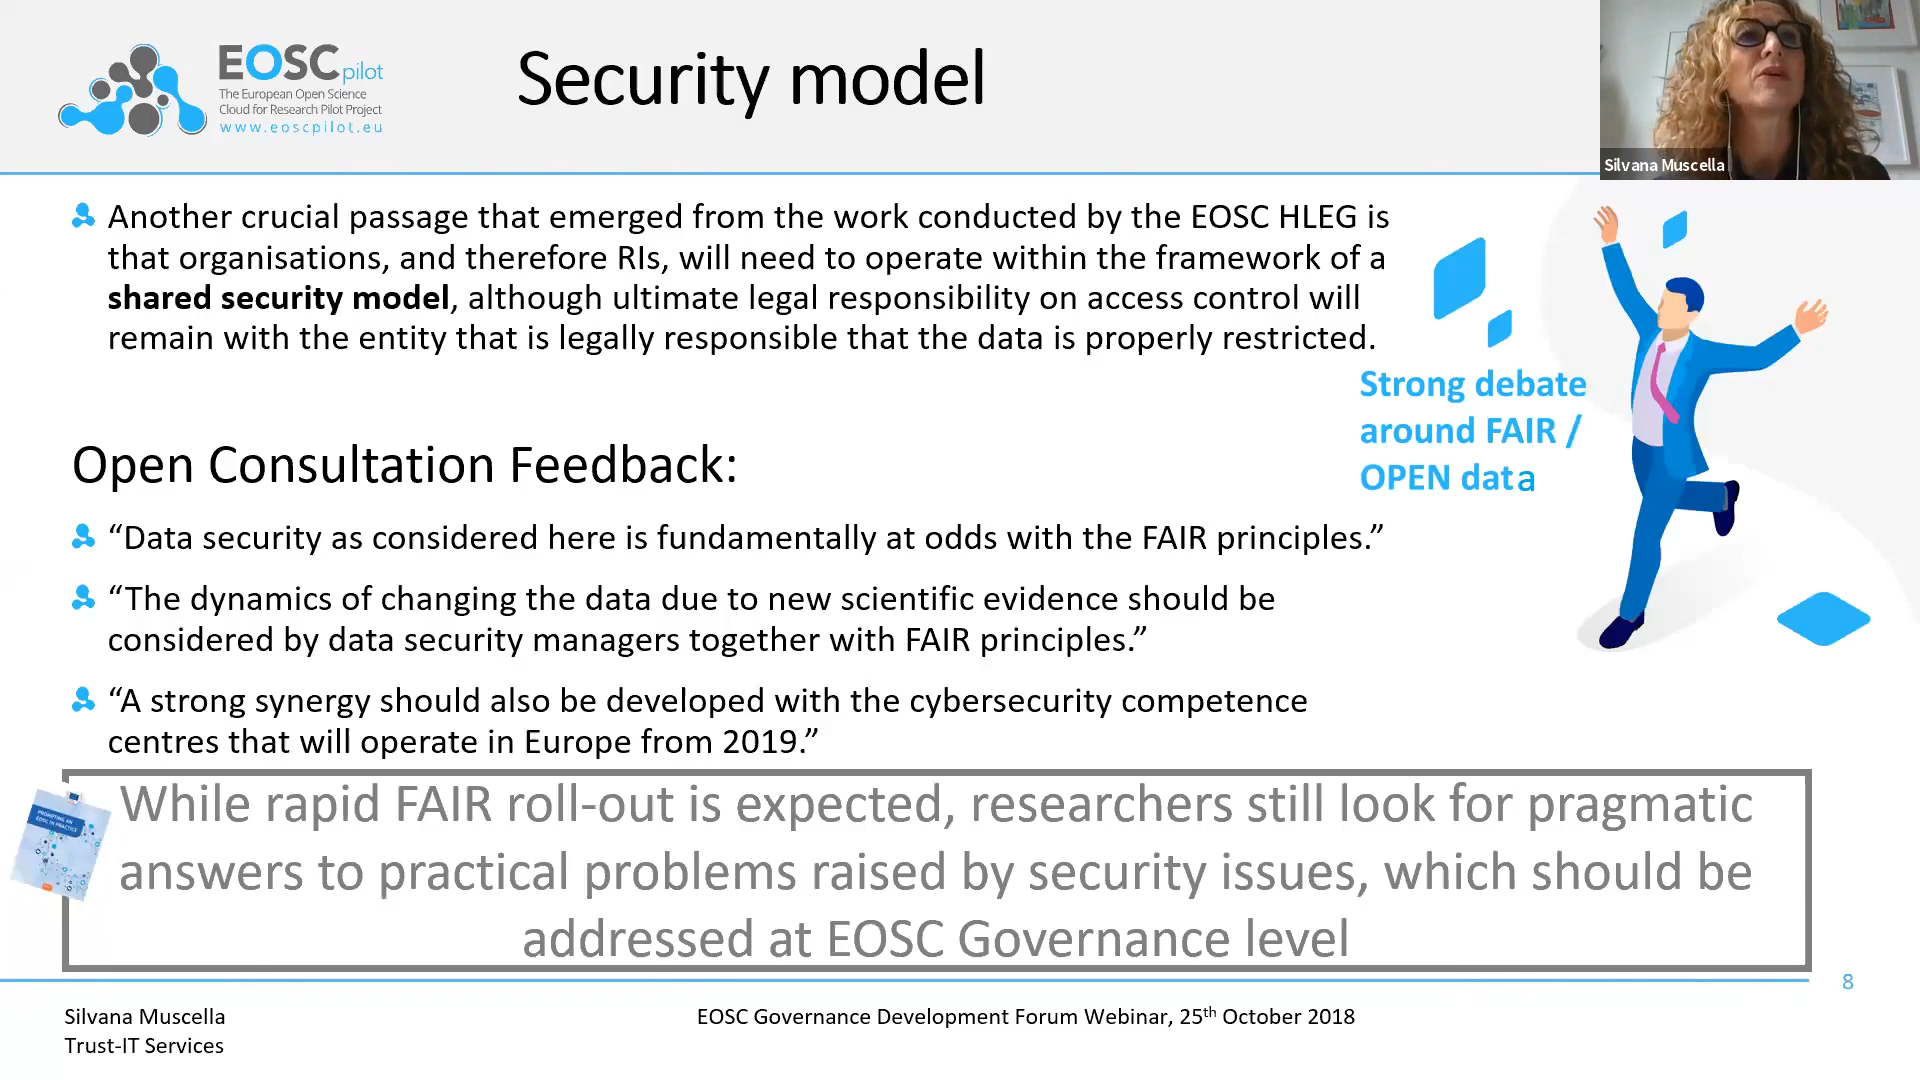 EOSCpilot
The European Open Science
Cloud for Research Pilot Project
www.eoscpilot.eu
Security model
Silvana Muscella
Another crucial passage that emerged from the work conducted by the EOSC HLEG is
that organisations, and therefore RIs, will need to operate within the framework of a
shared security model, although ultimate legal responsibility on access control will
remain with the entity that is legally responsible that the data is properly restricted.
Strong debate
around FAIR /
OPEN data
Open Consultation Feedback:
“Data security as considered here is fundamentally at odds with the FAIR principles.”
“The dynamics of changing the data due to new scientific evidence should be
considered by data security managers together with FAIR principles.”
“A strong synergy should also be developed with the cybersecurity competence
centres that will operate in Europe from 2019.”
PROMPTING AN
EOSC IN PRACTICE
While rapid FAIR roll-out is expected, researchers still look for pragmatic
answers to practical problems raised by security issues, which should be
addressed at EOSC Governance level
8
Silvana Muscella
Trust-IT Services
EOSC Governance Development Forum Webinar, 25th October 2018